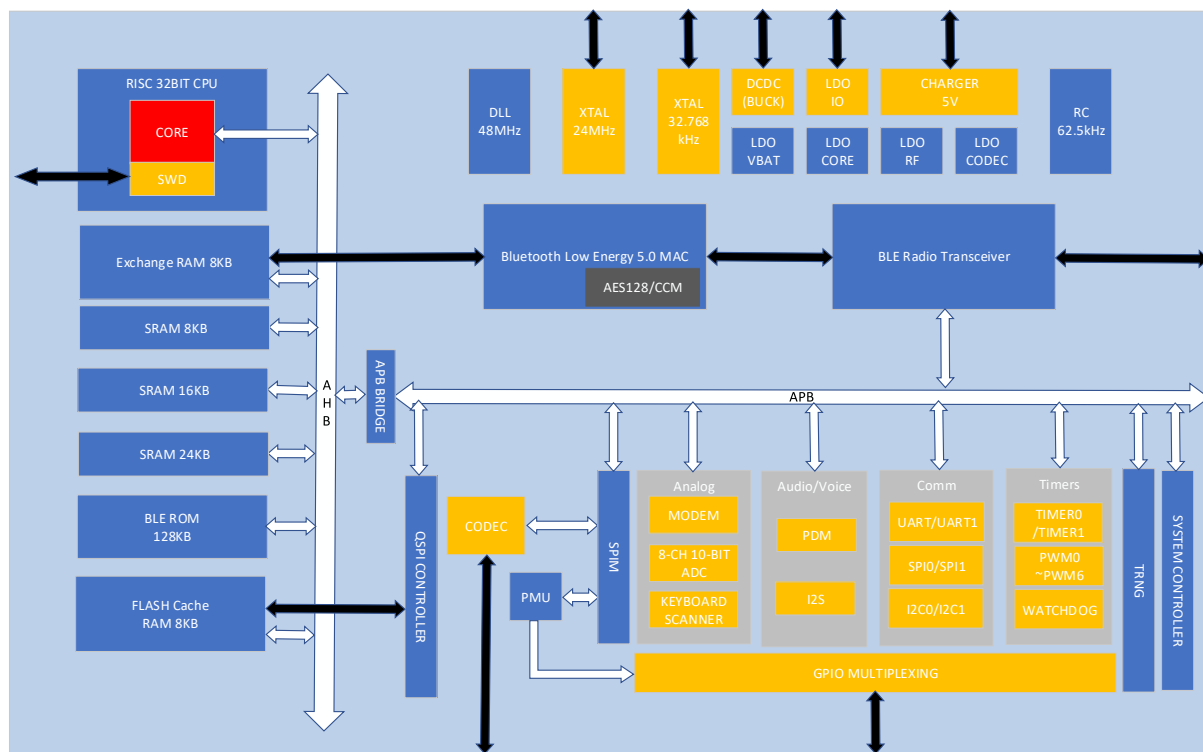 RISC 32BIT CPU
CORE
SWD
DLL
48MHz
XTAL
24MHz
XTAL
32.768
kHz
DCDC
(BUCK)
LDO
IO
CHARGER
5V
LDO
VBAT
LDO
CORE
LDO
RF
LDO
CODEC
RC
62.5kHz
Exchange RAM 8KB
Bluetooth Low Energy 5.0 MAC
AES128/CCM
BLE Radio Transceiver
SRAM 8KB
SRAM 16KB
SRAM 24KB
BLE ROM
128KB
FLASH Cache
RAM 8KB
A
H
B
APB BRIDGE
APB
QSPI CONTROLLER
CODEC
PMU
SPIM
Analog
MODEM
8-CH 10-BIT
ADC
KEYBOARD
SCANNER
Audio/Voice
PDM
I2S
Comm
UART/UART1
SPI0/SPI1
I2C0/I2C1
Timers
TIMER0
/TIMER1
PWM0
~PWM6
WATCHDOG
TRNG
SYSTEM CONTROLLER
GPIO MULTIPLEXING